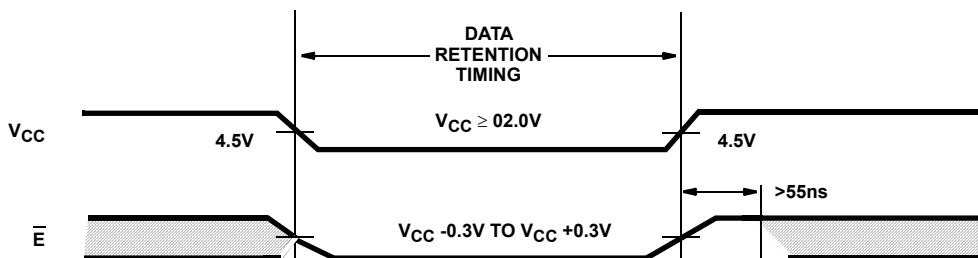 DATA
RETENTION
TIMING
VCC
4.5V
VCC ≥ 02.0V
4.5V
>55ns
E̅
VCC -0.3V TO VCC +0.3V